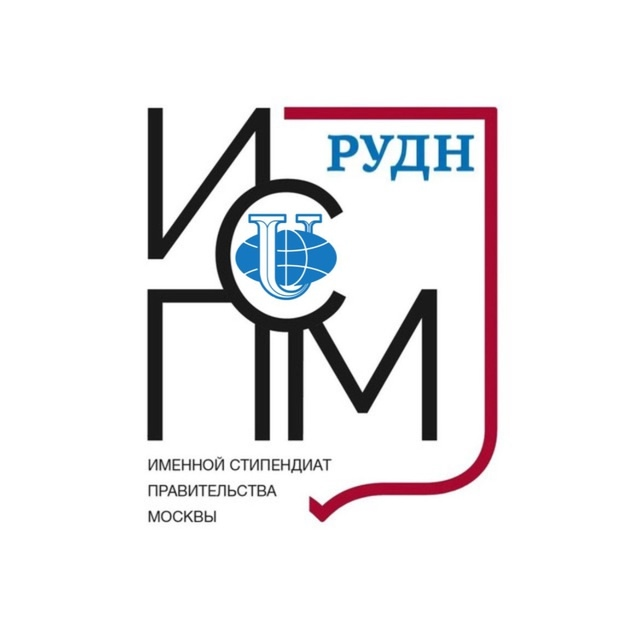 РУДН
ИС
ПМ
ИМЕННОЙ СТИПЕНДИАТ
ПРАВИТЕЛЬСТВА
МОСКВЫ